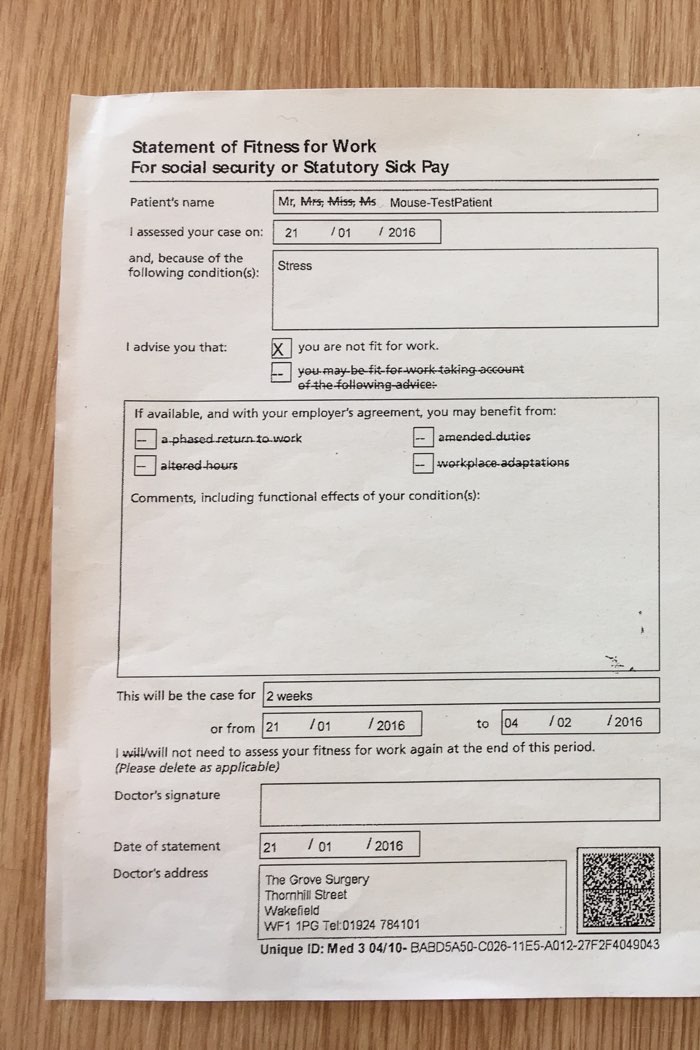 Statement of Fitness for Work
For social security or Statutory Sick Pay
Patient's name Mr, Mrs, Miss, Ms Mouse-TestPatient
I assessed your case on: 21 / 01 / 2016
and, because of the
following condition(s): Stress
I advise you that: X you are not fit for work.
-- you may be fit for work taking account
of the following advice:
If available, and with your employer's agreement, you may benefit from:
-- a phased return to work -- amended duties
-- altered hours -- workplace adaptations
Comments, including functional effects of your condition(s):
This will be the case for 2 weeks
or from 21 / 01 / 2016 to 04 / 02 / 2016
I will/will not need to assess your fitness for work again at the end of this period.
(Please delete as applicable)
Doctor's signature
Date of statement 21 / 01 / 2016
Doctor's address The Grove Surgery
Thornhill Street
Wakefield
WF1 1PG Tel:01924 784101
Unique ID: Med 3 04/10- BABD5A50-C026-11E5-A012-27F2F4049043